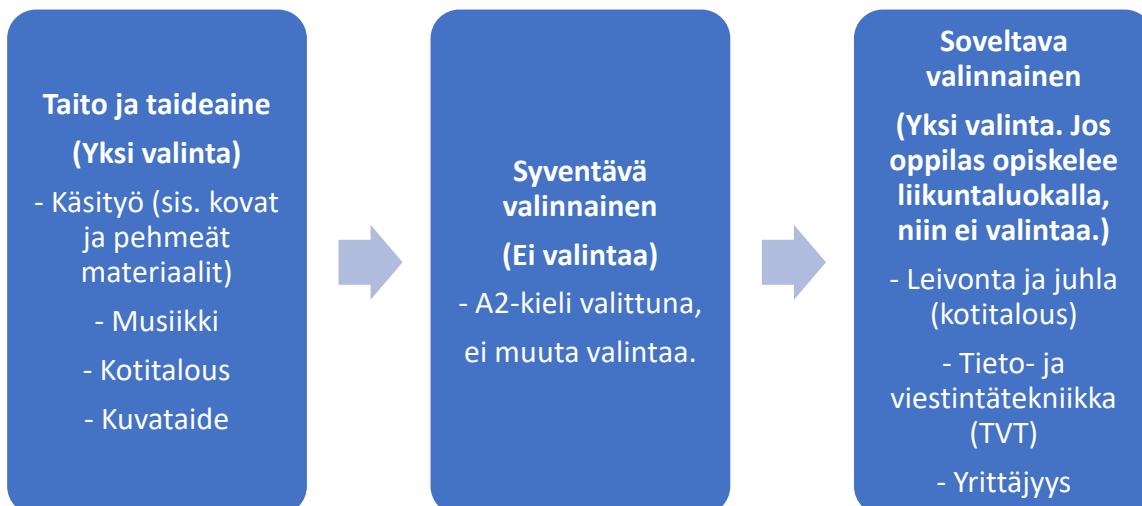 Taito ja taideaine
(Yksi valinta)
- Käsityö (sis. kovat
ja pehmeät
materiaalit)
- Musiikki
- Kotitalous
- Kuvataide
Syventävä
valinnainen
(Ei valintaa)
- A2-kieli valittuna,
ei muuta valintaa.
Soveltava
valinnainen
(Yksi valinta. Jos
oppilas opiskelee
liikuntaluokalla,
niin ei valintaa.)
- Leivonta ja juhla
(kotitalous)
- Tieto- ja
viestintätekniikka
(TVT)
- Yrittäjyys